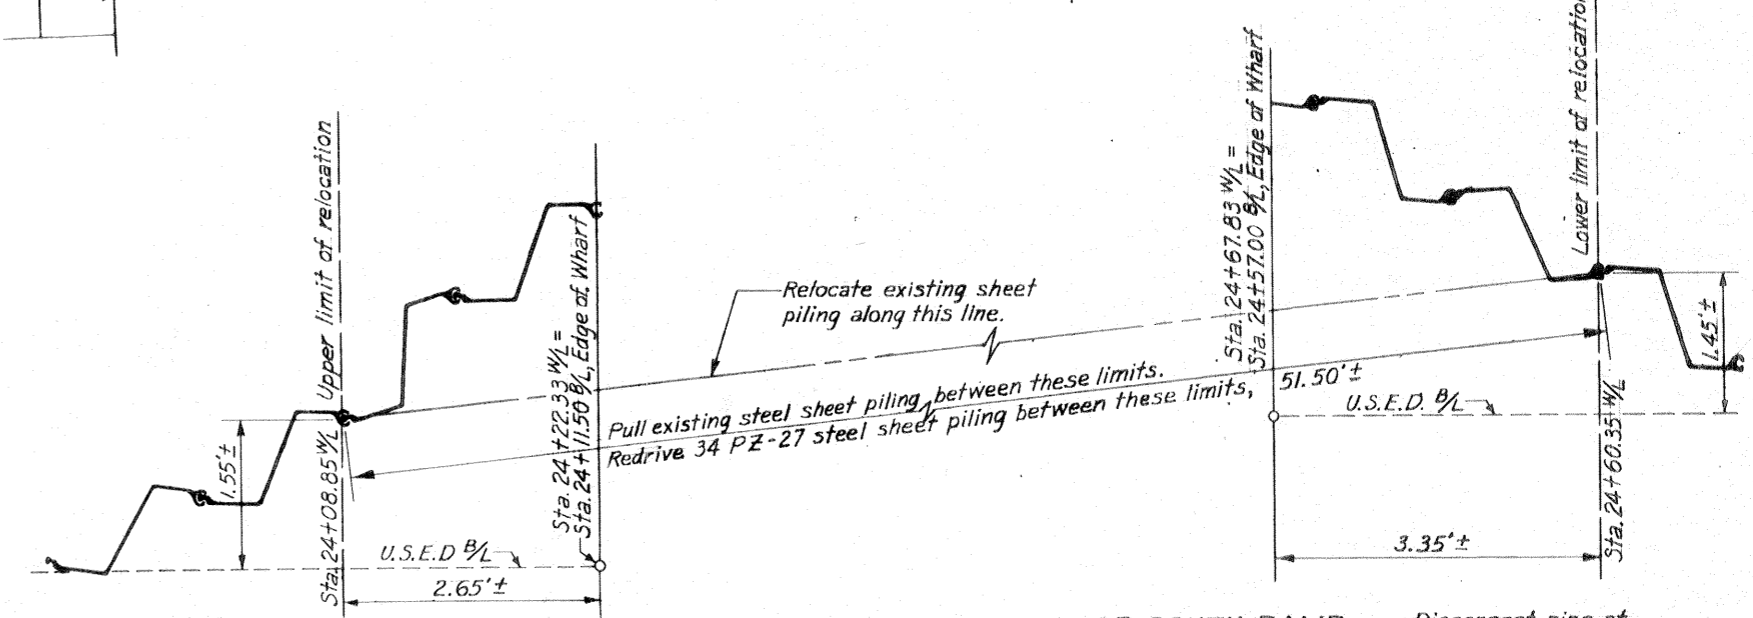 Upper limit of relocation
Sta. 24+08.85 W/L
1.55'±
U.S.E.D B/L
2.65'±
Sta. 24+22.33 W/L =
Sta. 24+11.50 B/L, Edge of Wharf
Relocate existing sheet
piling along this line.
Pull existing steel sheet piling between these limits.
Redrive 34 PZ-27 steel sheet piling between these limits,
51.50'±
Sta. 24+67.83 W/L =
Sta. 24+57.00 B/L, Edge of Wharf
Lower limit of relocation
Sta. 24+60.35 W/L
1.45'±
U.S.E.D. B/L
3.35'±